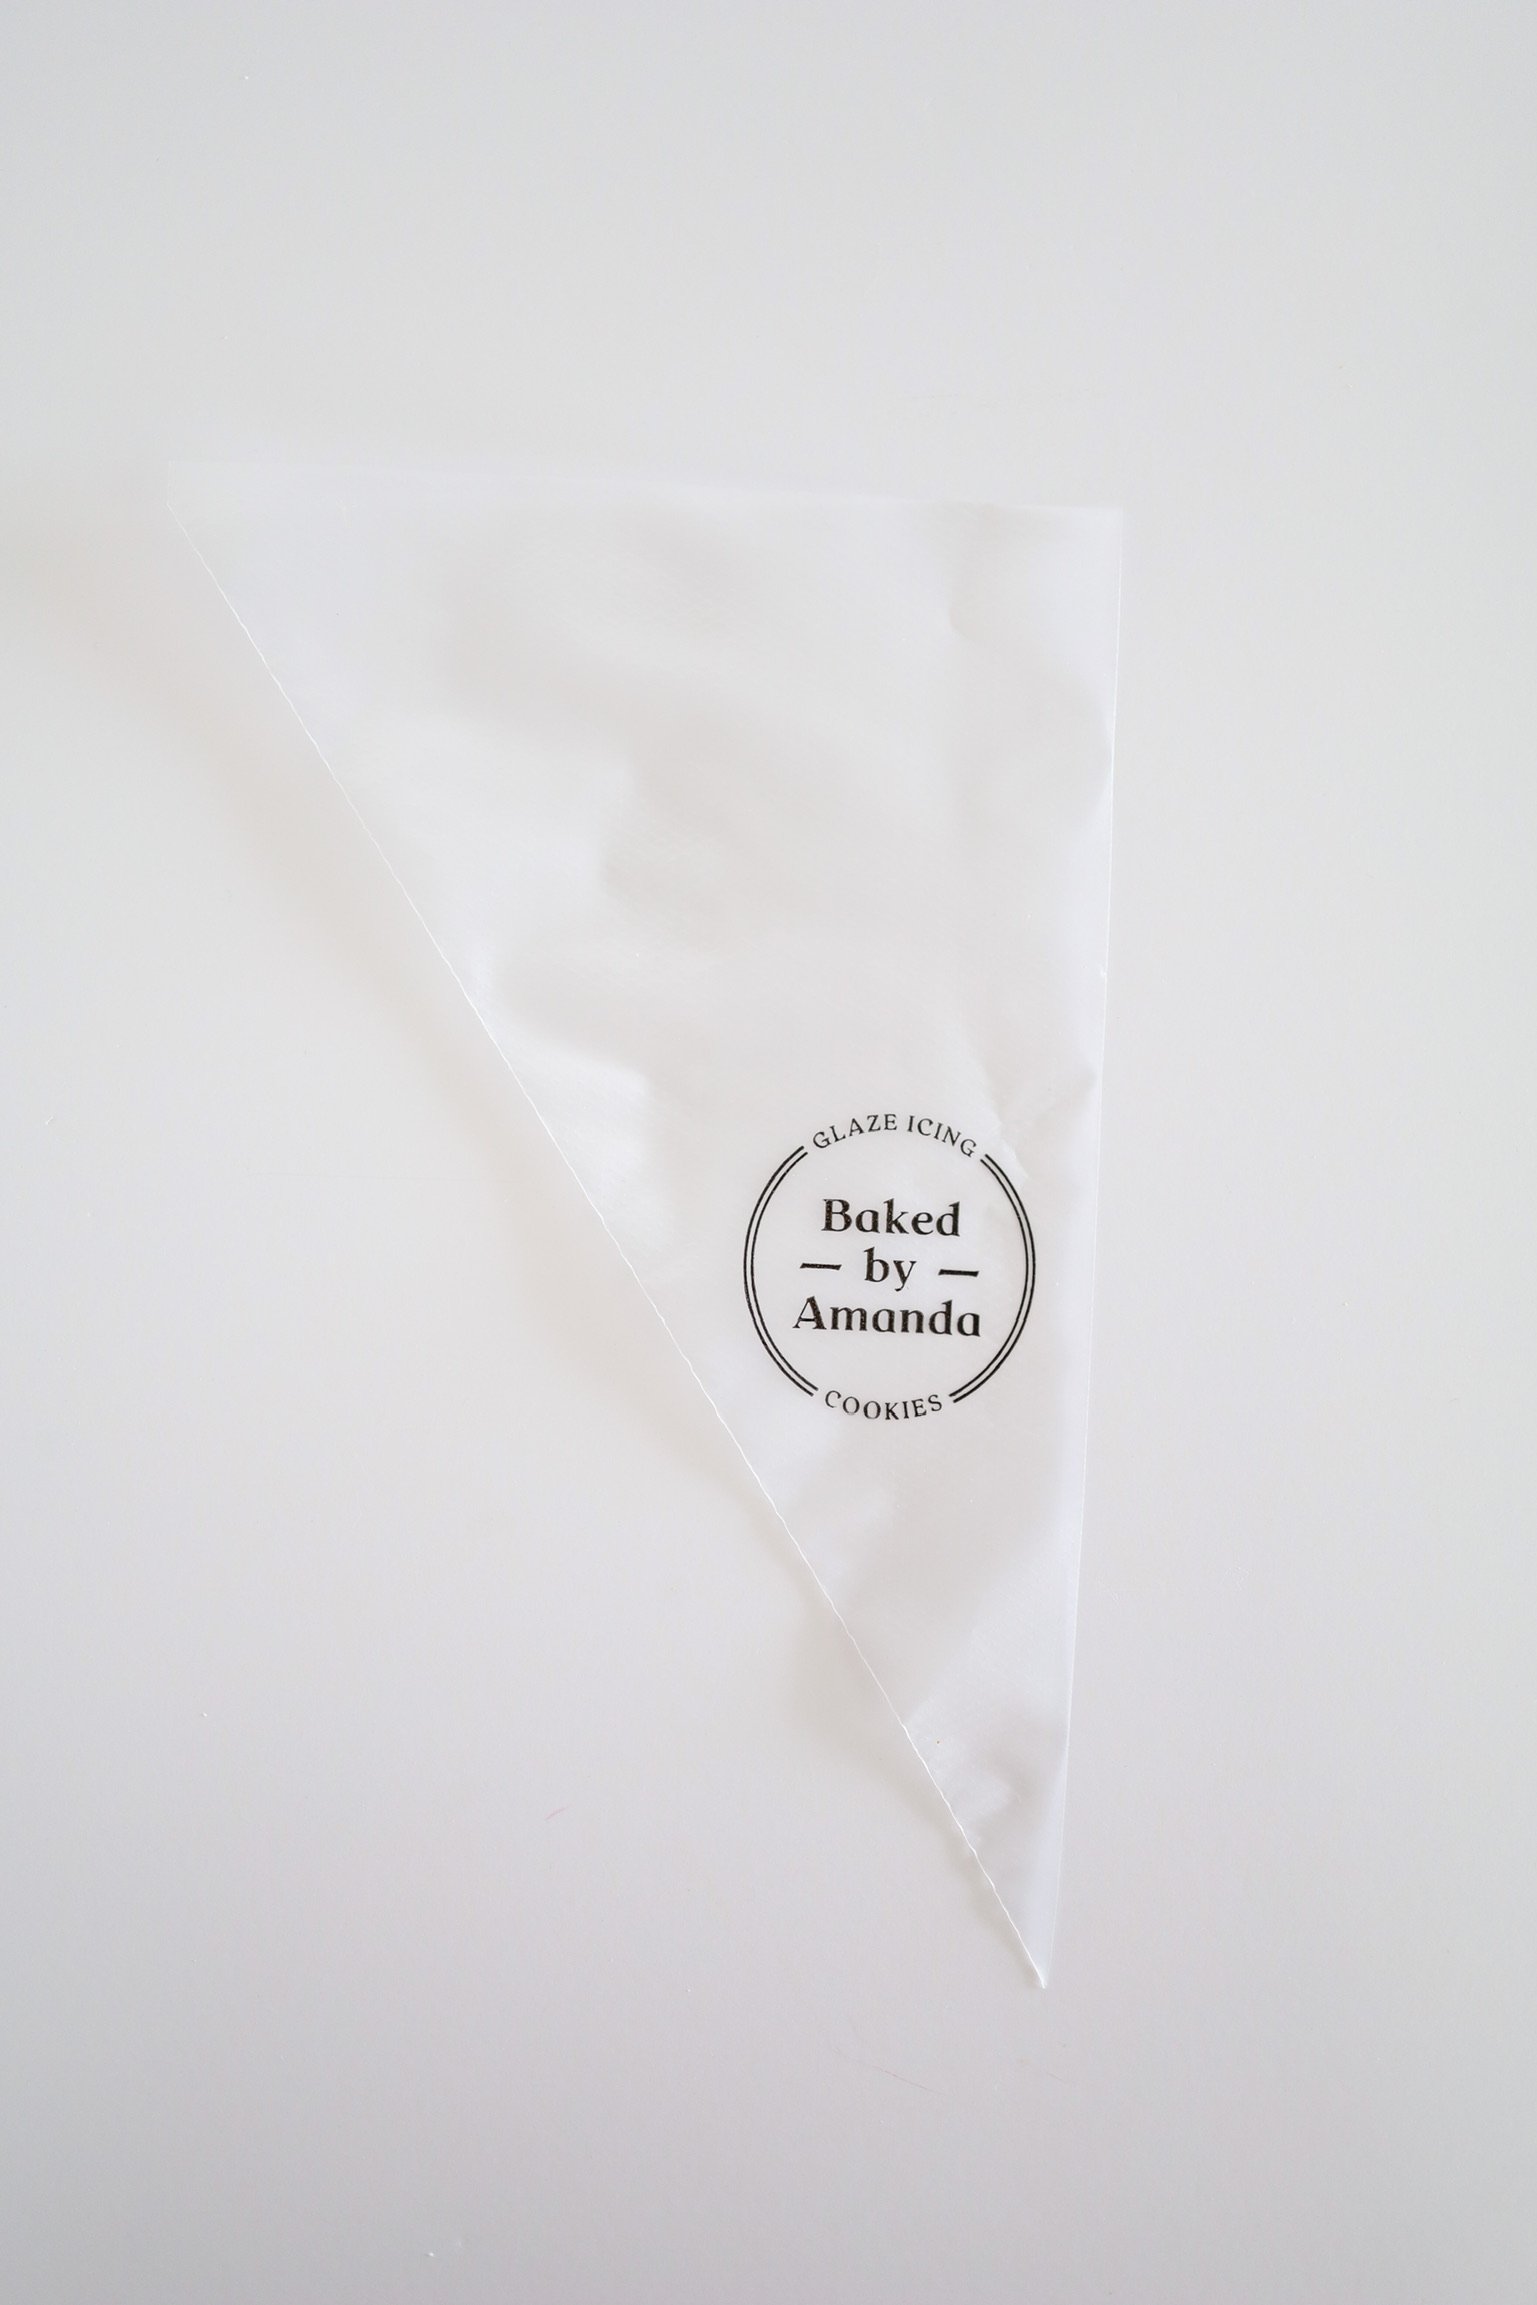 GLAZE ICING
Baked
— by —
Amanda
COOKIES